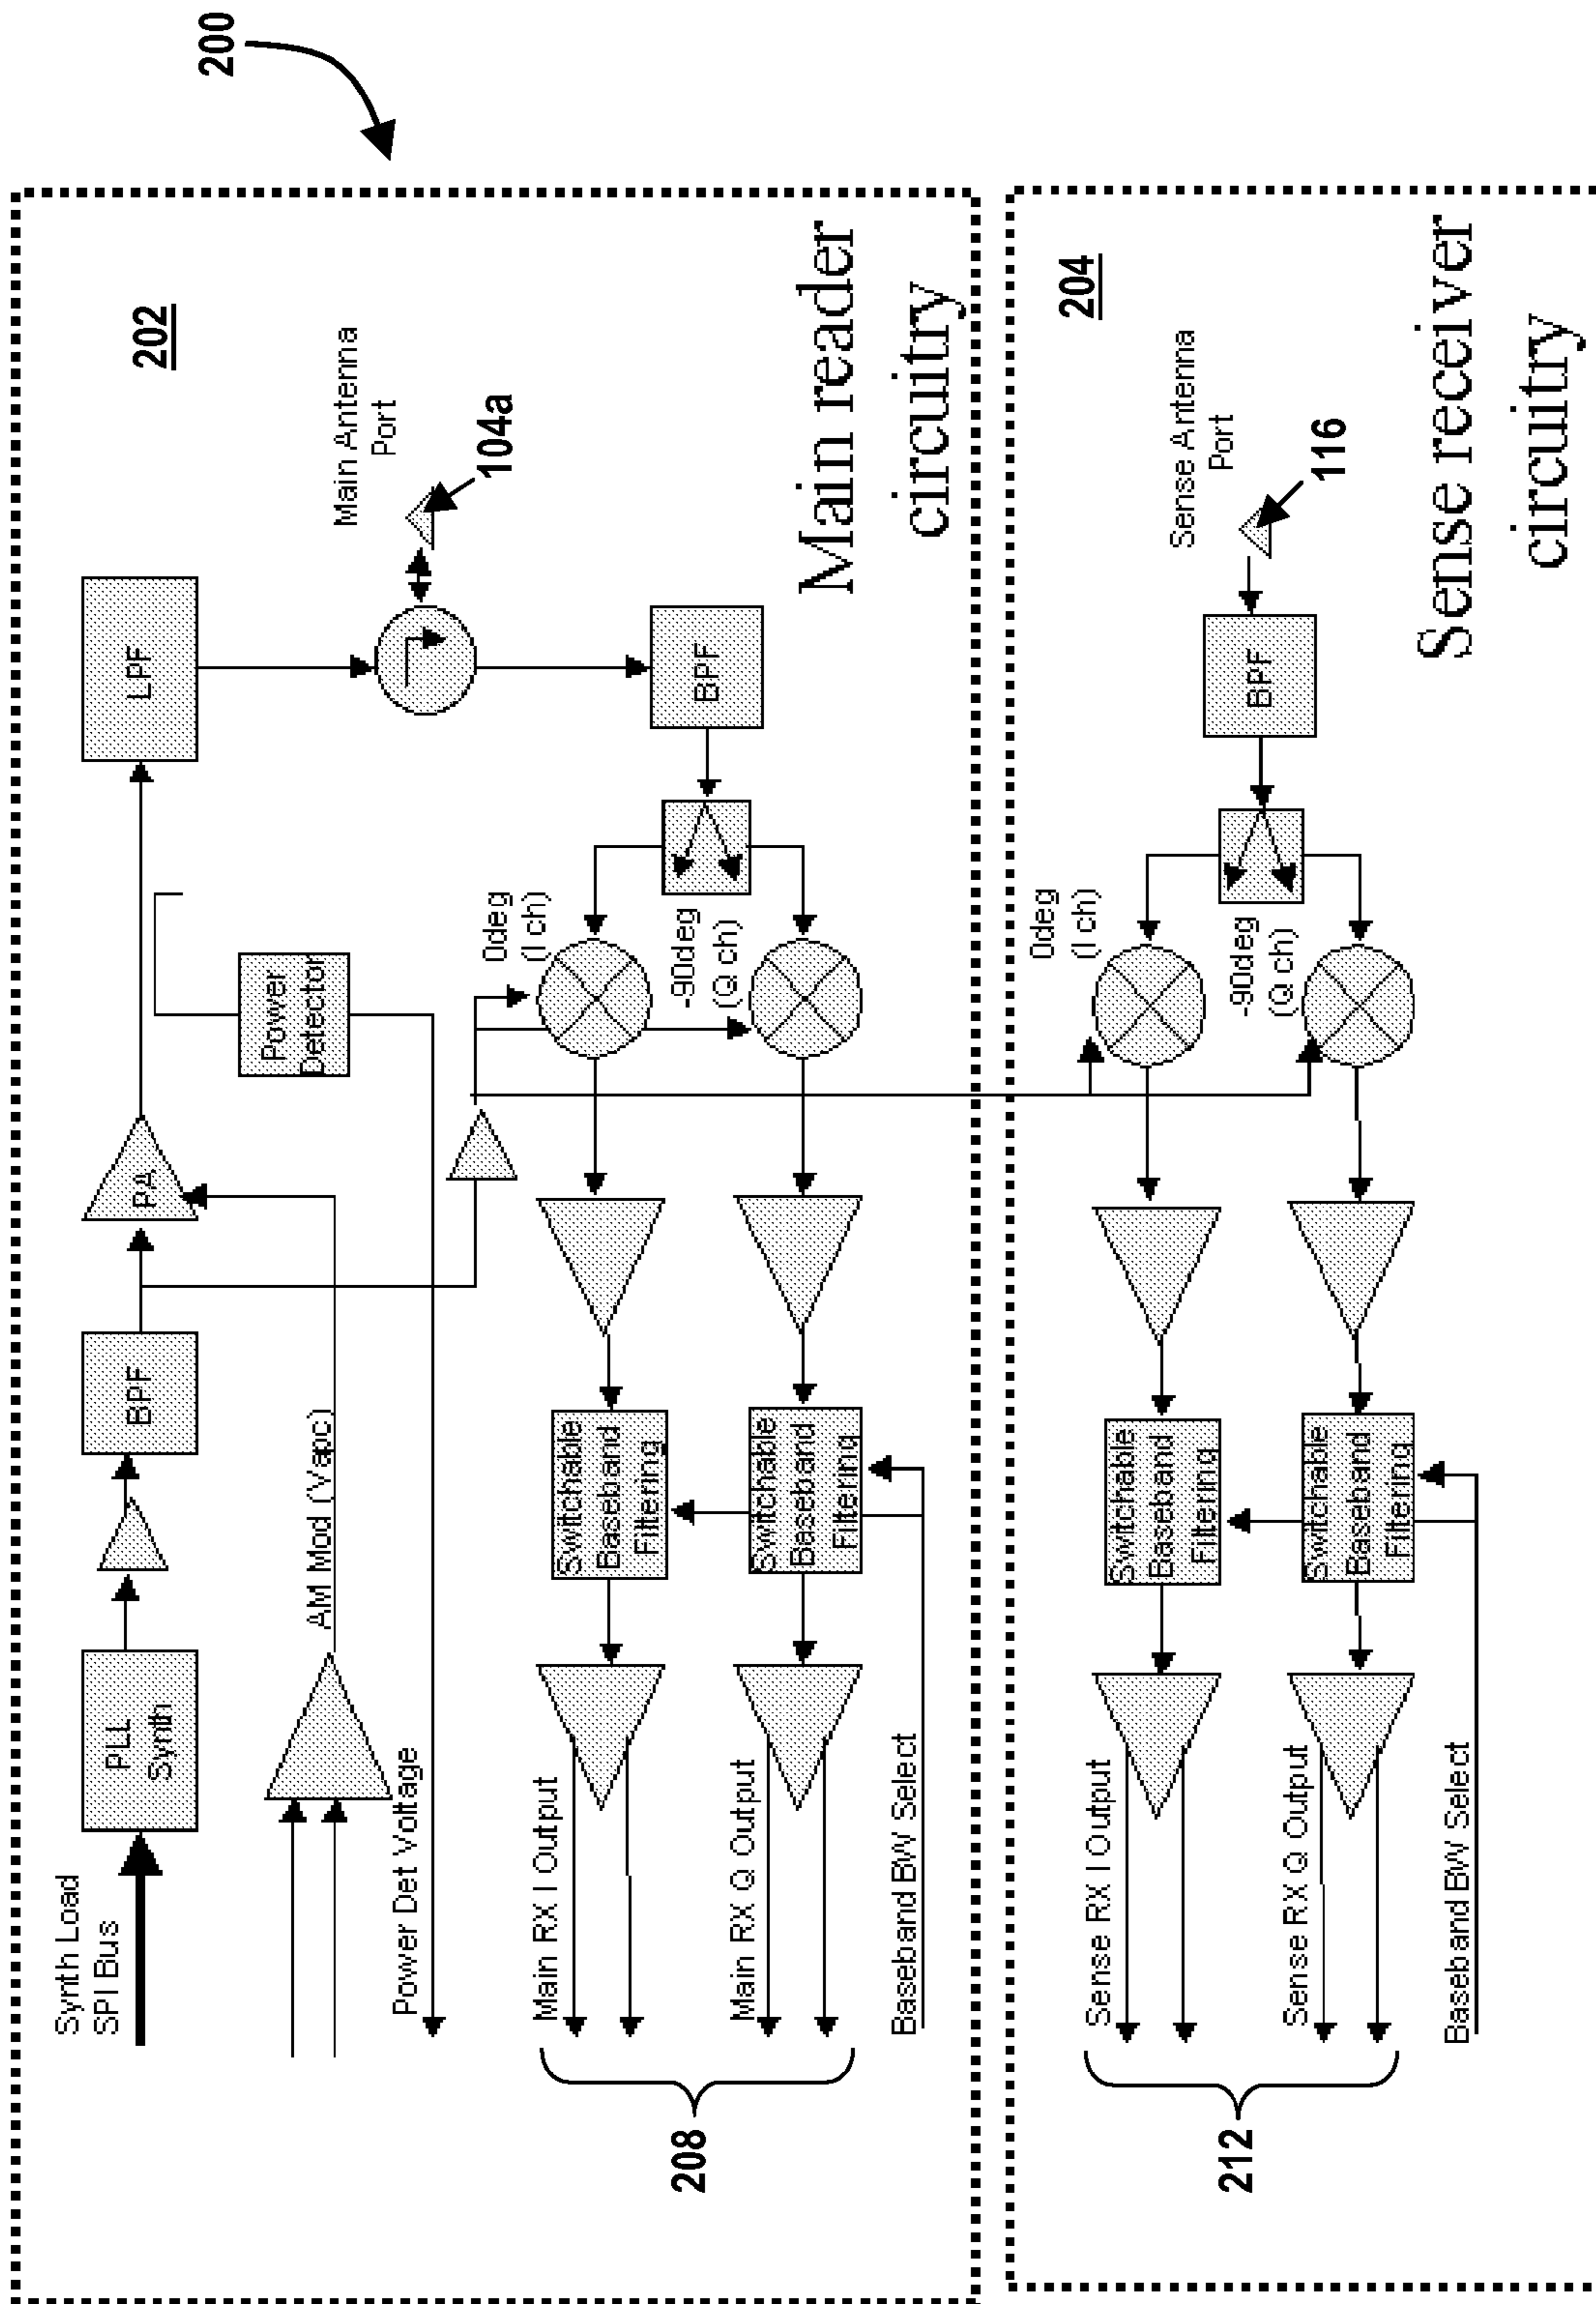 200
202
Synth Load
SPI Bus
PLL
Synth
BPF
PA
LPF
AM Mod (Vapc)
Power
Detector
Power Det Voltage
Main Antenna
Port
104a
BPF
0deg
(I ch)
-90deg
(Q ch)
Switchable
Baseband
Filtering
Switchable
Baseband
Filtering
Main RX I Output
Main RX Q Output
Baseband BW Select
208
Main reader
circuitry
204
Sense Antenna
Port
116
BPF
0deg
(I ch)
-90deg
(Q ch)
Switchable
Baseband
Filtering
Switchable
Baseband
Filtering
Sense RX I Output
Sense RX Q Output
Baseband BW Select
212
Sense receiver
circuitry